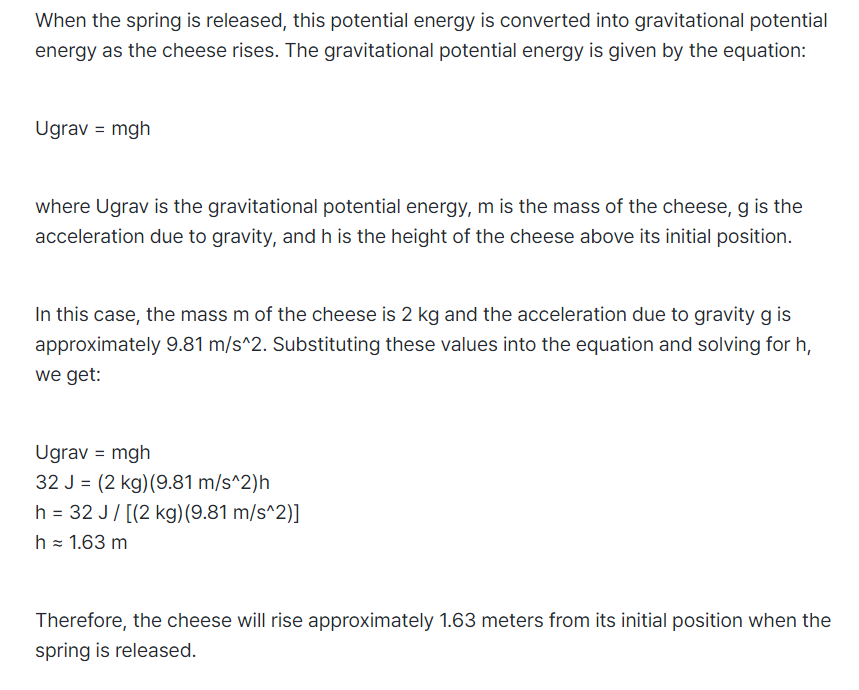 When the spring is released, this potential energy is converted into gravitational potential
energy as the cheese rises. The gravitational potential energy is given by the equation:
Ugrav = mgh
where Ugrav is the gravitational potential energy, m is the mass of the cheese, g is the
acceleration due to gravity, and h is the height of the cheese above its initial position.
In this case, the mass m of the cheese is 2 kg and the acceleration due to gravity g is
approximately 9.81 m/s^2. Substituting these values into the equation and solving for h,
we get:
Ugrav = mgh
32 J = (2 kg)(9.81 m/s^2)h
h = 32 J / [(2 kg)(9.81 m/s^2)]
h ≈ 1.63 m
Therefore, the cheese will rise approximately 1.63 meters from its initial position when the
spring is released.